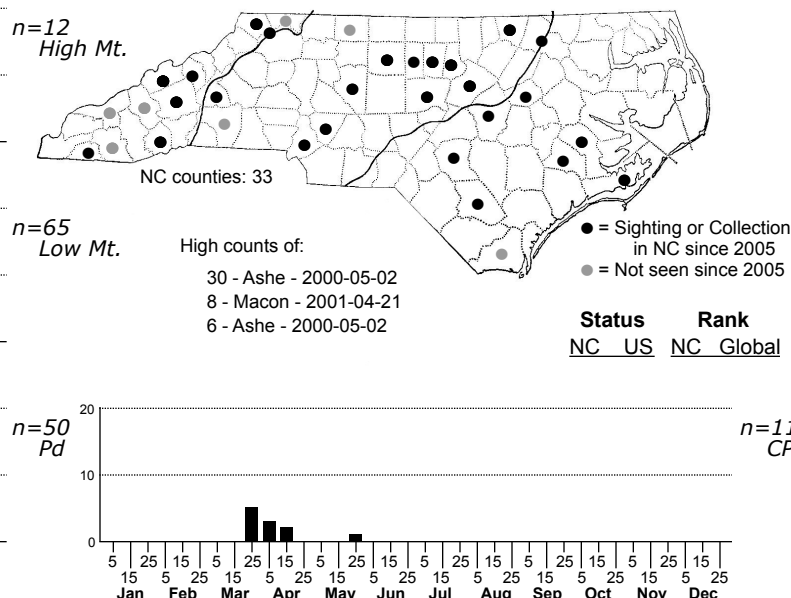 n=12
High Mt.
NC counties: 33
n=65
Low Mt.
High counts of:
30 - Ashe - 2000-05-02
8 - Macon - 2001-04-21
6 - Ashe - 2000-05-02
= Sighting or Collection
in NC since 2005
= Not seen since 2005
Status Rank
NC US NC Global
n=50
Pd
20
10
0
n=11
CP
5 25 15 5 25 15 5 25 15 5 25 15 5 25 15 5 25 15
15 5 25 15 5 25 15 5 25 15 5 25 15 5 25 15 5 25
Jan Feb Mar Apr May Jun Jul Aug Sep Oct Nov Dec